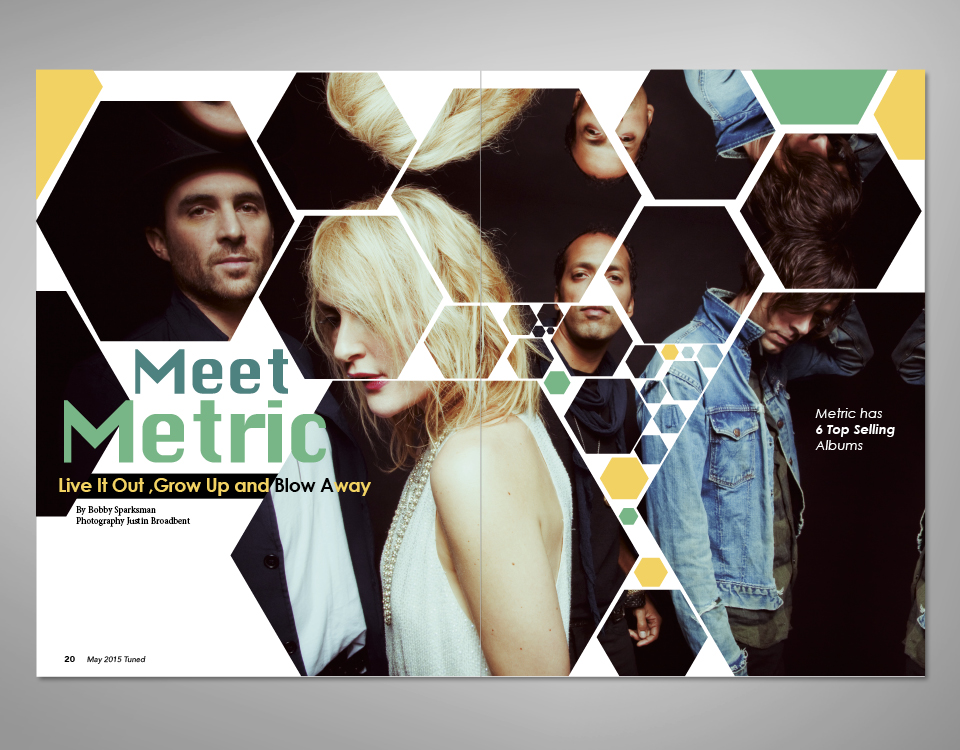 Meet
Metric
Live It Out ,Grow Up and Blow Away
By Bobby Sparksman
Photography Justin Broadbent
Metric has
6 Top Selling
Albums
20 May 2015 Tuned